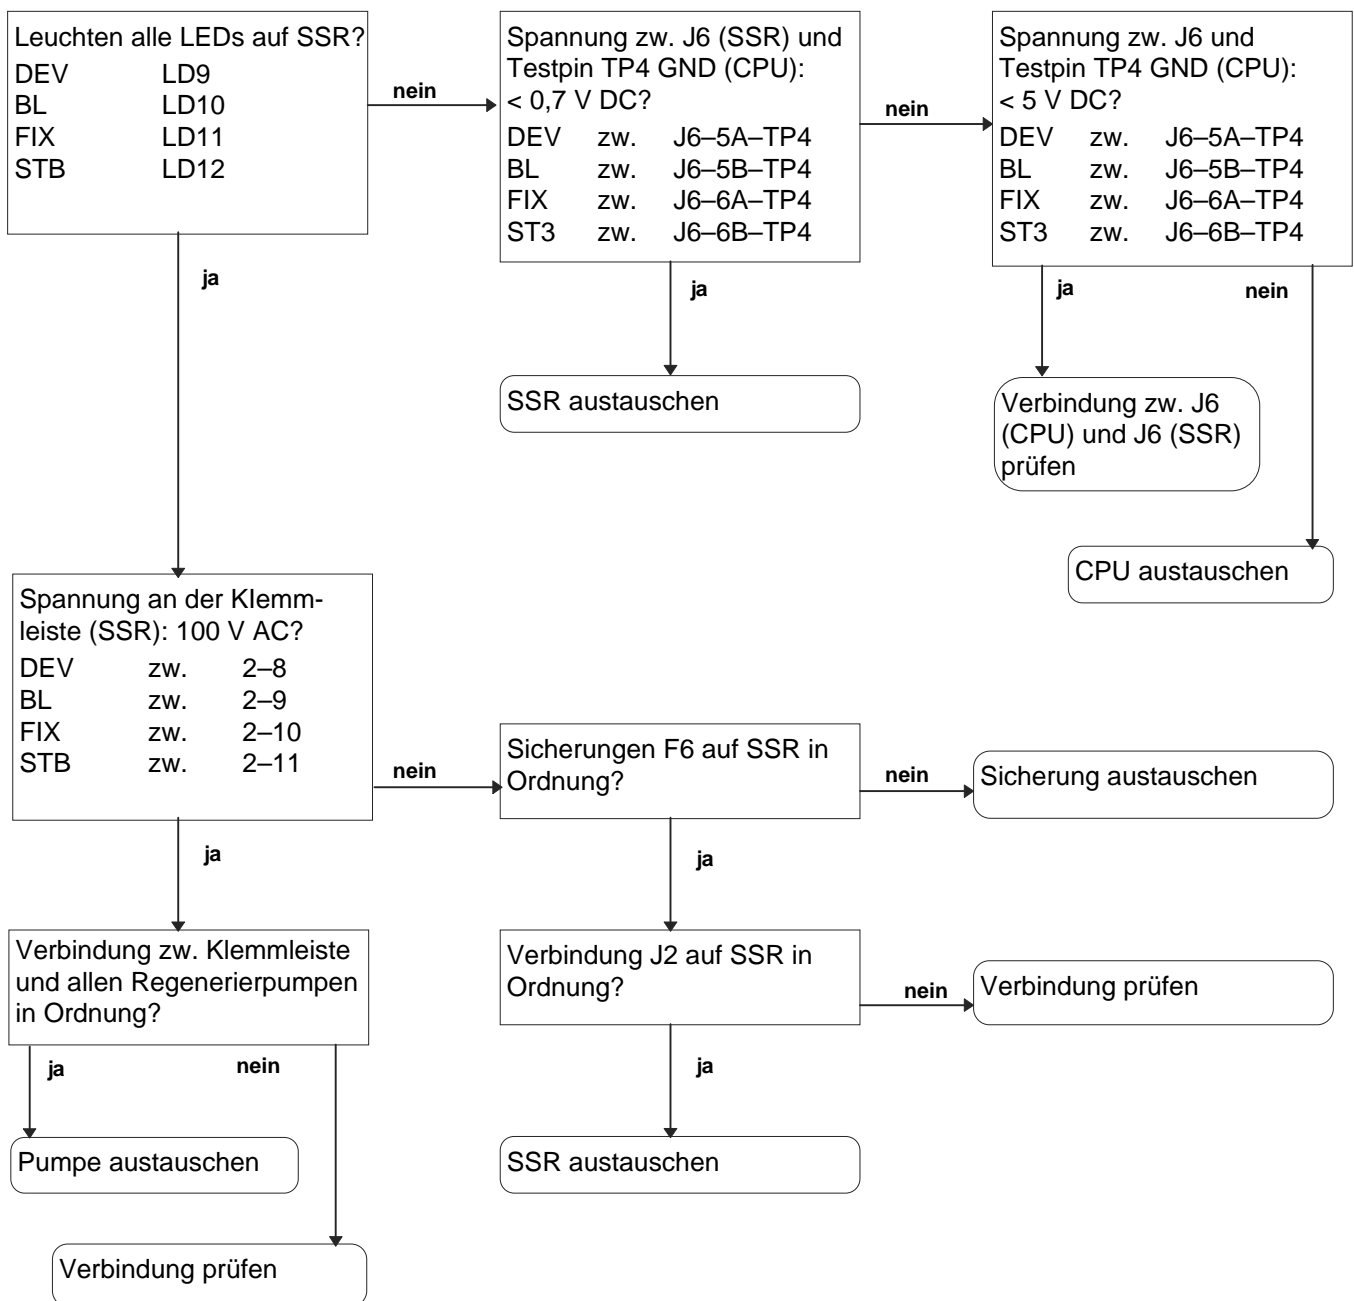 Leuchten alle LEDs auf SSR?
DEV LD9
BL LD10
FIX LD11
STB LD12
nein
Spannung zw. J6 (SSR) und
Testpin TP4 GND (CPU):
< 0,7 V DC?
DEV zw. J6–5A–TP4
BL zw. J6–5B–TP4
FIX zw. J6–6A–TP4
ST3 zw. J6–6B–TP4
nein
Spannung zw. J6 und
Testpin TP4 GND (CPU):
< 5 V DC?
DEV zw. J6–5A–TP4
BL zw. J6–5B–TP4
FIX zw. J6–6A–TP4
ST3 zw. J6–6B–TP4
ja
ja
ja
nein
SSR austauschen
Verbindung zw. J6
(CPU) und J6 (SSR)
prüfen
CPU austauschen
Spannung an der Klemm-
leiste (SSR): 100 V AC?
DEV zw. 2–8
BL zw. 2–9
FIX zw. 2–10
STB zw. 2–11
nein
Sicherungen F6 auf SSR in
Ordnung?
nein
Sicherung austauschen
ja
ja
Verbindung zw. Klemmleiste
und allen Regenerierpumpen
in Ordnung?
Verbindung J2 auf SSR in
Ordnung?
nein
Verbindung prüfen
ja
nein
ja
Pumpe austauschen
SSR austauschen
Verbindung prüfen